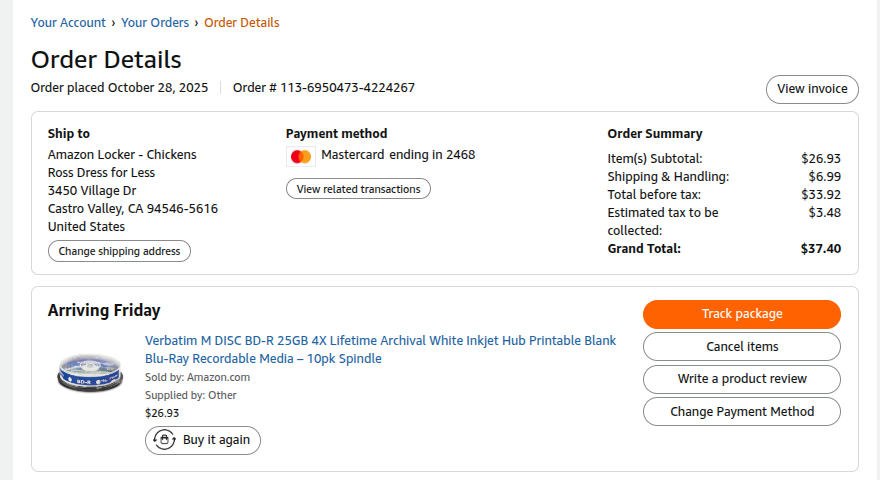 Your Account › Your Orders › Order Details
Order Details
Order placed October 28, 2025 Order # 113-6950473-4224267
View invoice
Ship to
Amazon Locker - Chickens
Ross Dress for Less
3450 Village Dr
Castro Valley, CA 94546-5616
United States
Change shipping address
Payment method
Mastercard ending in 2468
View related transactions
Order Summary
Item(s) Subtotal: $26.93
Shipping & Handling: $6.99
Total before tax: $33.92
Estimated tax to be collected: $3.48
Grand Total: $37.40
Arriving Friday
Verbatim M DISC BD-R 25GB 4X Lifetime Archival White Inkjet Hub Printable Blank
Blu-Ray Recordable Media – 10pk Spindle
Sold by: Amazon.com
Supplied by: Other
$26.93
Buy it again
BD-R
Track package
Cancel items
Write a product review
Change Payment Method